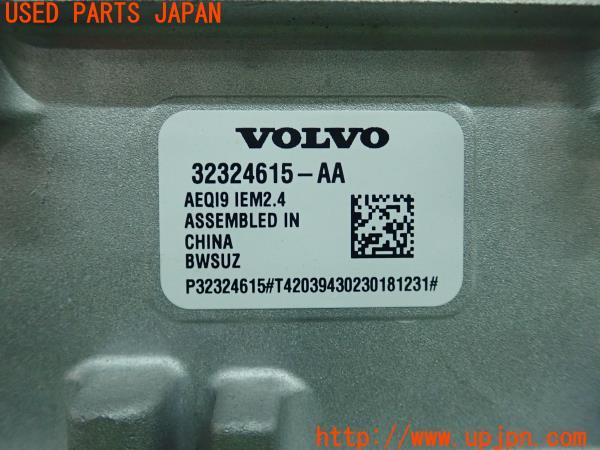 USED PARTS JAPAN
VOLVO
32324615-AA
AEQI9 IEM2.4
ASSEMBLED IN
CHINA
BWSUZ
P32324615#T42039430230181231#
URL:http://www.upjpn.com/